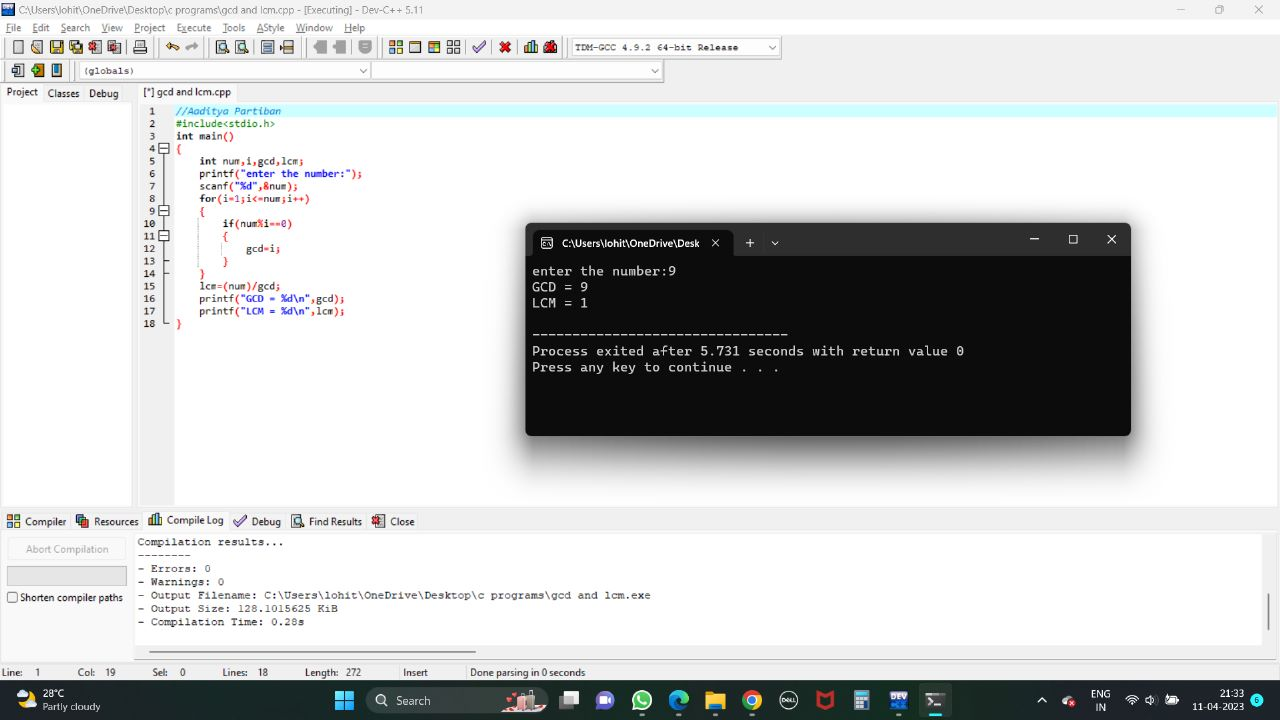 C:\Users\lohit\OneDrive\Desktop\c programs\gcd and lcm.cpp - [Executing] - Dev-C++ 5.11
File Edit Search View Project Execute Tools AStyle Window Help
TDM-GCC 4.9.2 64-bit Release
(globals)
Project Classes Debug
[*] gcd and lcm.cpp
1 //Aaditya Partiban
2 #include<stdio.h>
3 int main()
4 {
5 int num,i,gcd,lcm;
6 printf("enter the number:");
7 scanf("%d",&num);
8 for(i=1;i<=num;i++)
9 {
10 if(num%i==0)
11 {
12 gcd=i;
13 }
14 }
15 lcm=(num)/gcd;
16 printf("GCD = %d\n",gcd);
17 printf("LCM = %d\n",lcm);
18 }
C:\Users\lohit\OneDrive\Desk
enter the number:9
GCD = 9
LCM = 1
--------------------------------
Process exited after 5.731 seconds with return value 0
Press any key to continue . . .
Compiler Resources Compile Log Debug Find Results Close
Abort Compilation
Shorten compiler paths
Compilation results...
--------
- Errors: 0
- Warnings: 0
- Output Filename: C:\Users\lohit\OneDrive\Desktop\c programs\gcd and lcm.exe
- Output Size: 128.1015625 KiB
- Compilation Time: 0.28s
Line: 1 Col: 19 Sel: 0 Lines: 18 Length: 272 Insert Done parsing in 0 seconds
28°C
Partly cloudy
Search
DELL
DEV
ENG
IN
21:33
11-04-2023
6